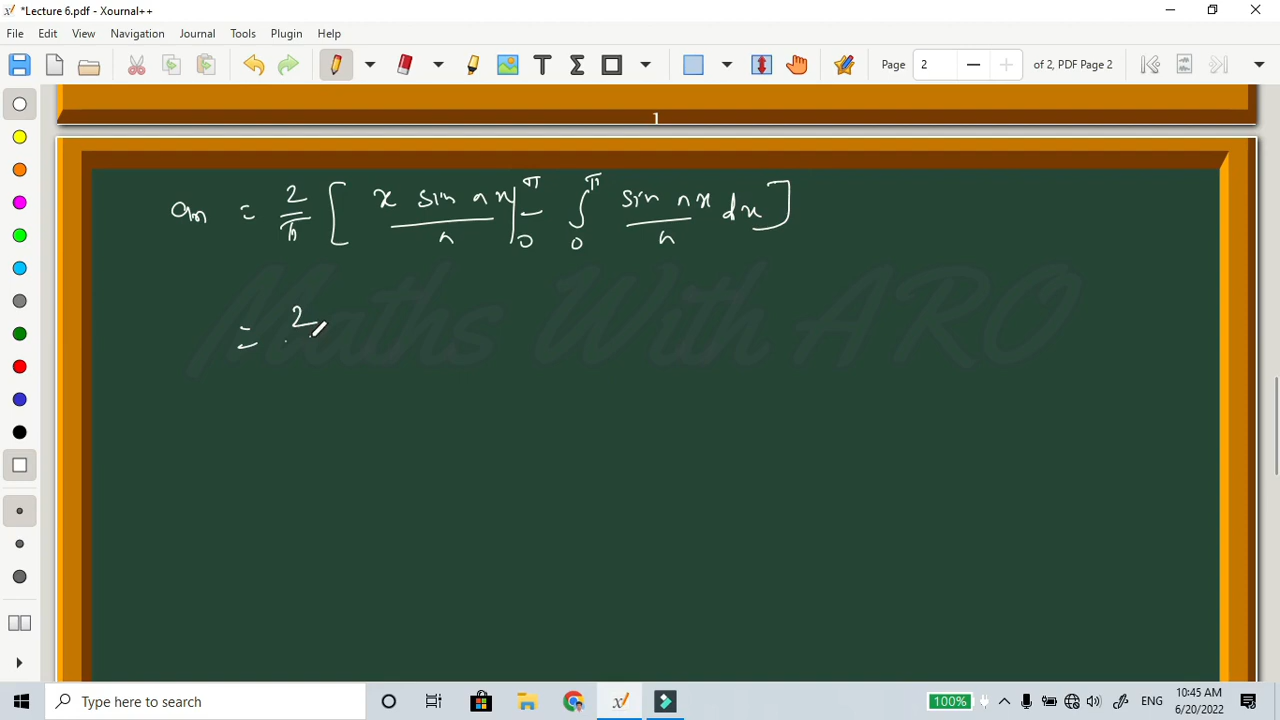 *Lecture 6.pdf - Xournal++
File Edit View Navigation Journal Tools Plugin Help
Page 2 of 2, PDF Page 2
1
aₙ = 2/π [ x sin nx / n |₀^π − ∫₀^π sin nx / n dx ]
= 2
Maths With ARO
Type here to search
100%
ENG
10:45 AM
6/20/2022